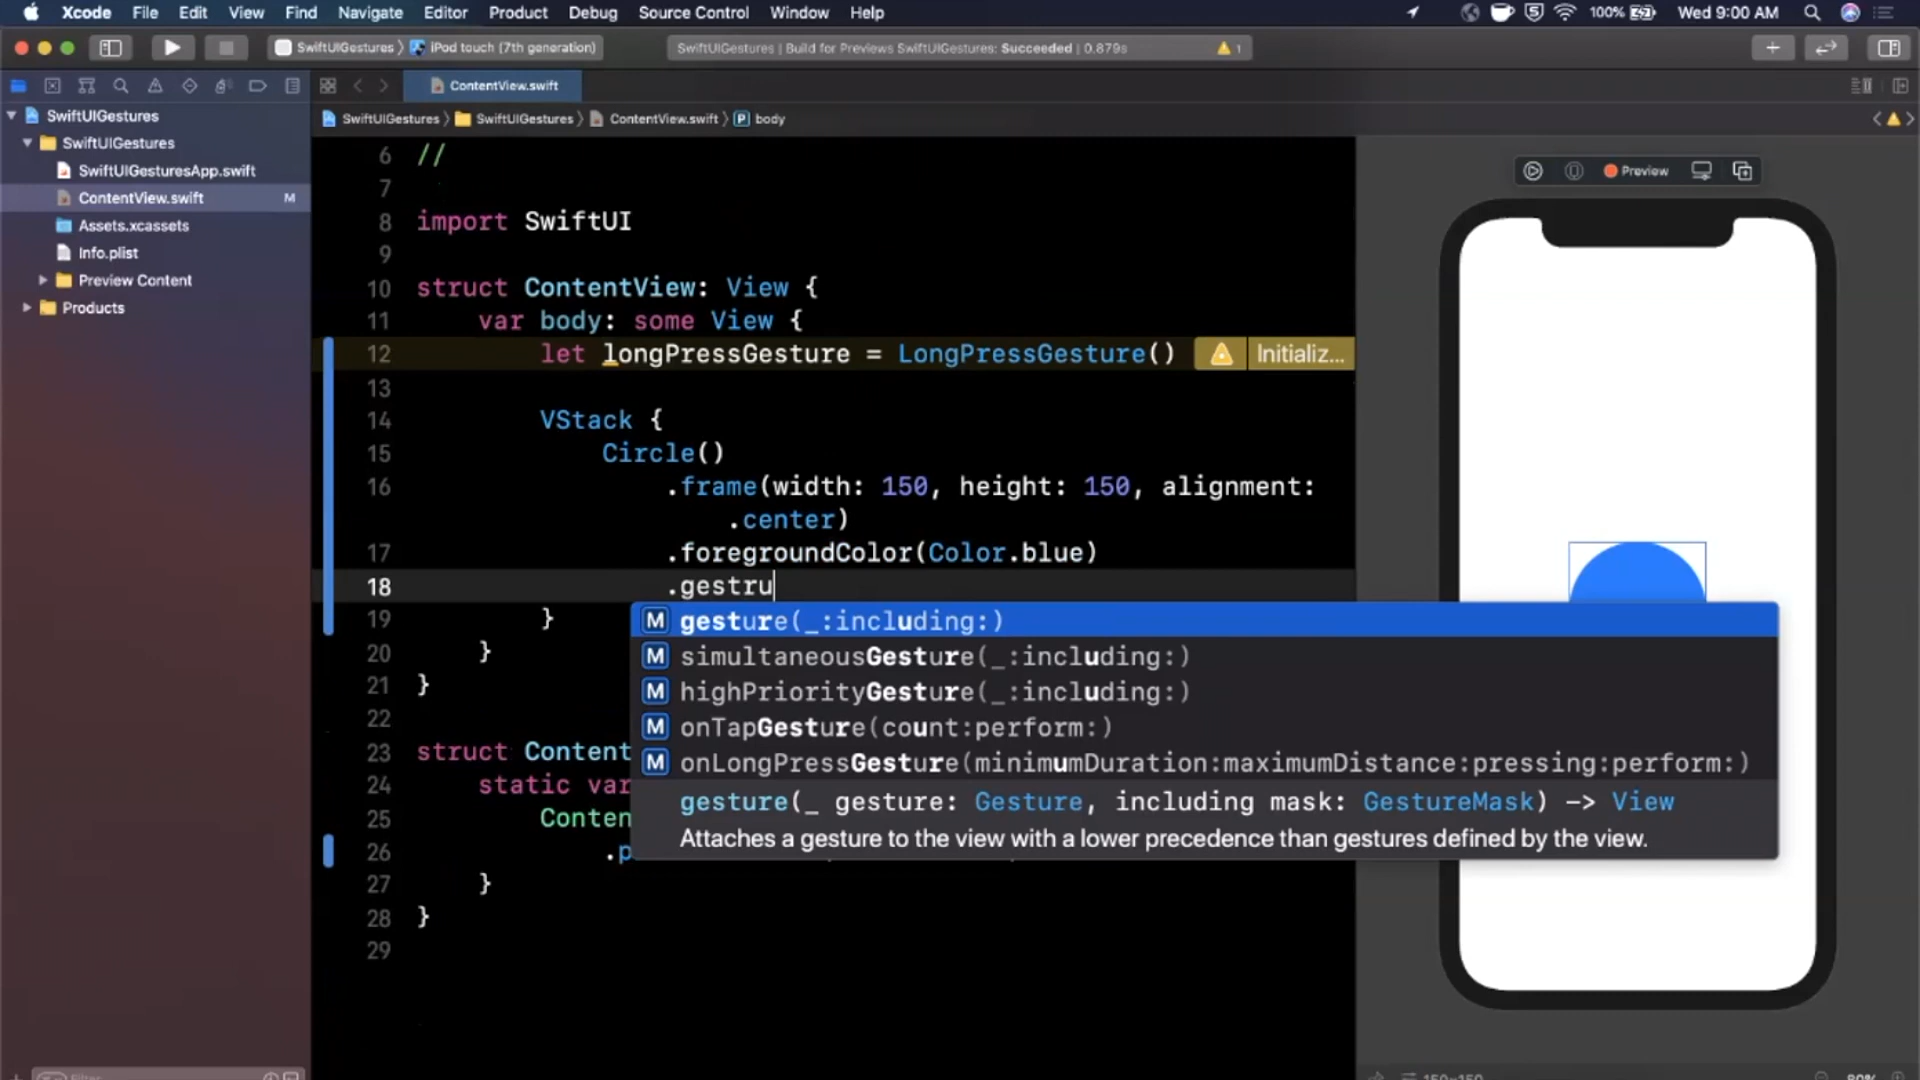 Xcode File Edit View Find Navigate Editor Product Debug Source Control Window Help 100% Wed 9:00 AM
SwiftUIGestures iPod touch (7th generation) SwiftUIGestures | Build for Previews SwiftUIGestures: Succeeded | 0.879s 1
ContentView.swift
SwiftUIGestures
SwiftUIGestures
SwiftUIGesturesApp.swift
ContentView.swift M
Assets.xcassets
Info.plist
Preview Content
Products
SwiftUIGestures SwiftUIGestures ContentView.swift P body
6 //
7
8 import SwiftUI
9
10 struct ContentView: View {
11 var body: some View {
12 let longPressGesture = LongPressGesture() Initializ...
13
14 VStack {
15 Circle()
16 .frame(width: 150, height: 150, alignment:
.center)
17 .foregroundColor(Color.blue)
18 .gestru
19 }
20 }
21 }
22
23 struct Content
24 static var
25 Conten
26 .p
27 }
28 }
29
M gesture(_:including:)
M simultaneousGesture(_:including:)
M highPriorityGesture(_:including:)
M onTapGesture(count:perform:)
M onLongPressGesture(minimumDuration:maximumDistance:pressing:perform:)
gesture(_ gesture: Gesture, including mask: GestureMask) -> View
Attaches a gesture to the view with a lower precedence than gestures defined by the view.
Preview
Filter
150×150
80%